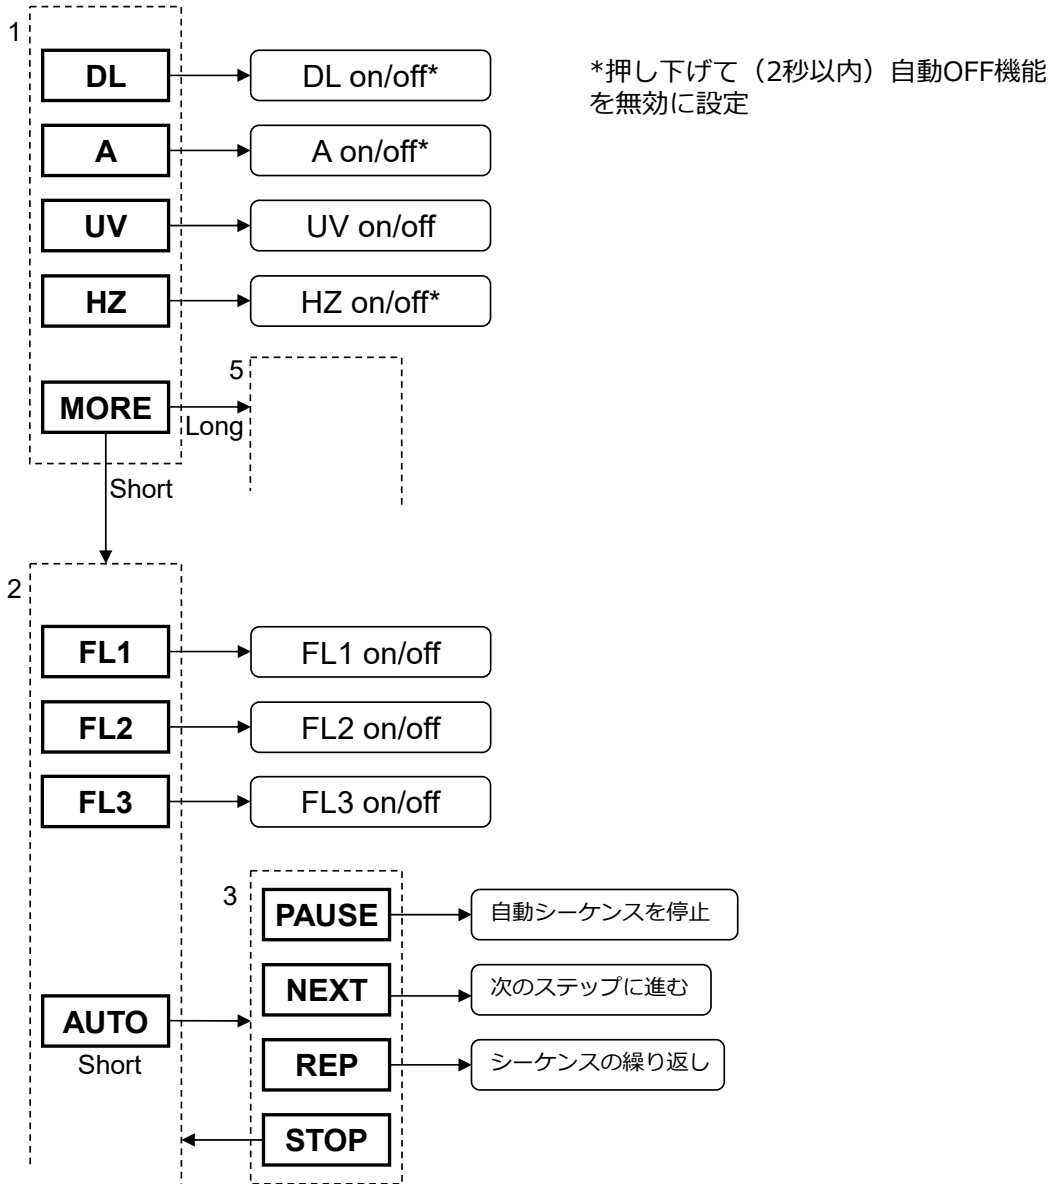 1
DL
DL on/off*
*押し下げて（2秒以内）自動OFF機能
を無効に設定
A
A on/off*
UV
UV on/off
HZ
HZ on/off*
5
MORE
Long
Short
2
FL1
FL1 on/off
FL2
FL2 on/off
FL3
FL3 on/off
3
PAUSE
自動シーケンスを停止
NEXT
次のステップに進む
AUTO
Short
REP
シーケンスの繰り返し
STOP